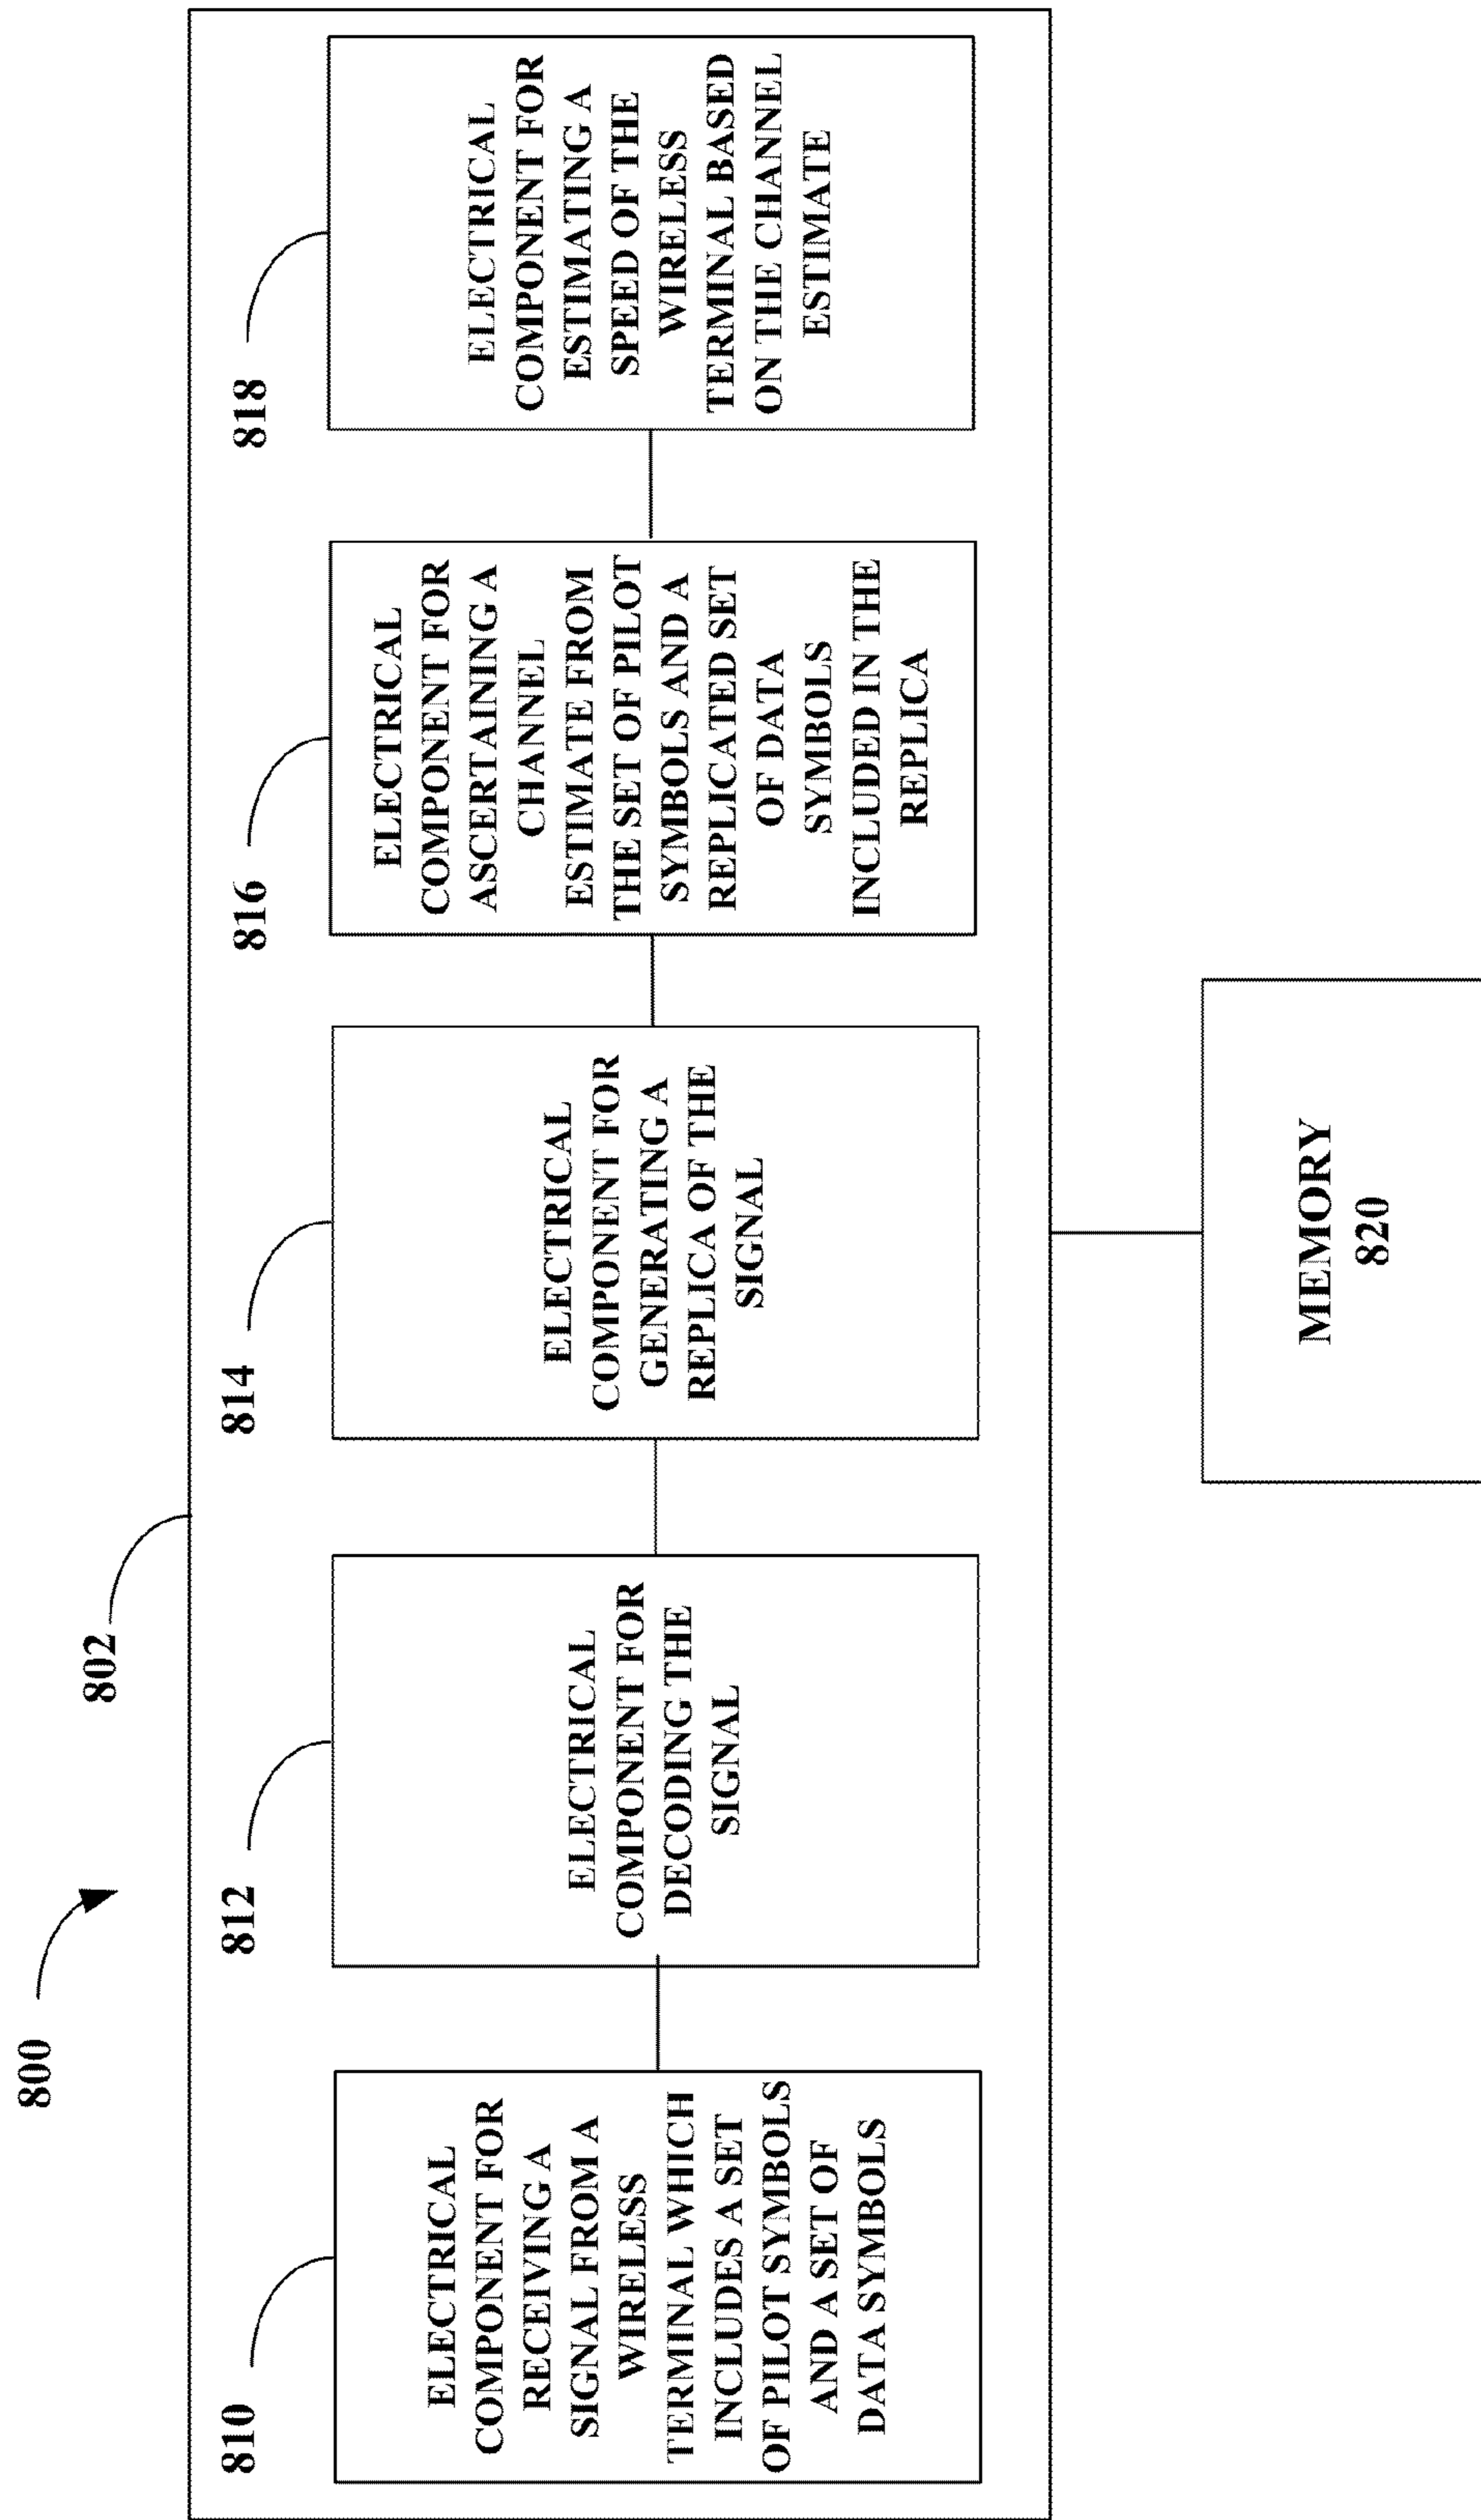 800
802
810
ELECTRICAL
COMPONENT FOR
RECEIVING A
SIGNAL FROM A
WIRELESS
TERMINAL WHICH
INCLUDES A SET
OF PILOT SYMBOLS
AND A SET OF
DATA SYMBOLS
812
ELECTRICAL
COMPONENT FOR
DECODING THE
SIGNAL
814
ELECTRICAL
COMPONENT FOR
GENERATING A
REPLICA OF THE
SIGNAL
816
ELECTRICAL
COMPONENT FOR
ASCERTAINING A
CHANNEL
ESTIMATE FROM
THE SET OF PILOT
SYMBOLS AND A
REPLICATED SET
OF DATA
SYMBOLS
INCLUDED IN THE
REPLICA
818
ELECTRICAL
COMPONENT FOR
ESTIMATING A
SPEED OF THE
WIRELESS
TERMINAL BASED
ON THE CHANNEL
ESTIMATE
MEMORY
820